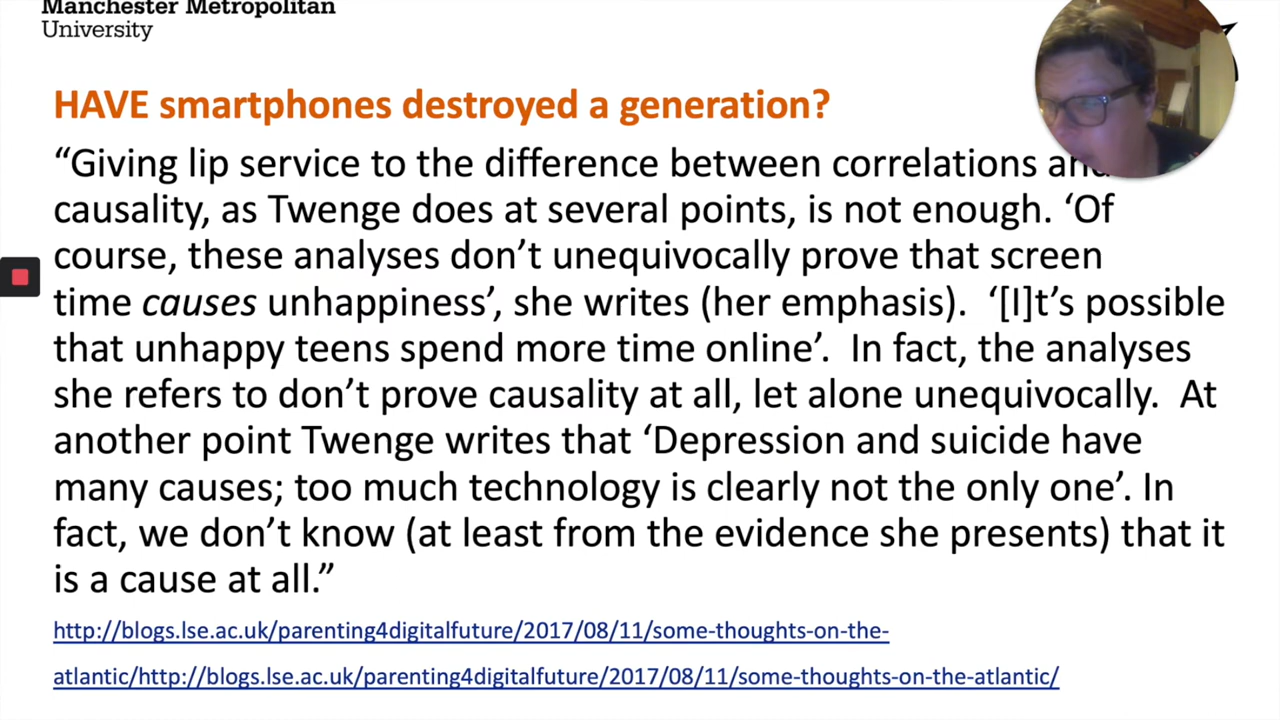 Manchester Metropolitan
University
HAVE smartphones destroyed a generation?
“Giving lip service to the difference between correlations and
causality, as Twenge does at several points, is not enough. ‘Of
course, these analyses don’t unequivocally prove that screen
time causes unhappiness’, she writes (her emphasis).  ‘[I]t’s possible
that unhappy teens spend more time online’.  In fact, the analyses
she refers to don’t prove causality at all, let alone unequivocally.  At
another point Twenge writes that ‘Depression and suicide have
many causes; too much technology is clearly not the only one’. In
fact, we don’t know (at least from the evidence she presents) that it
is a cause at all.”
http://blogs.lse.ac.uk/parenting4digitalfuture/2017/08/11/some-thoughts-on-the-
atlantic/http://blogs.lse.ac.uk/parenting4digitalfuture/2017/08/11/some-thoughts-on-the-atlantic/